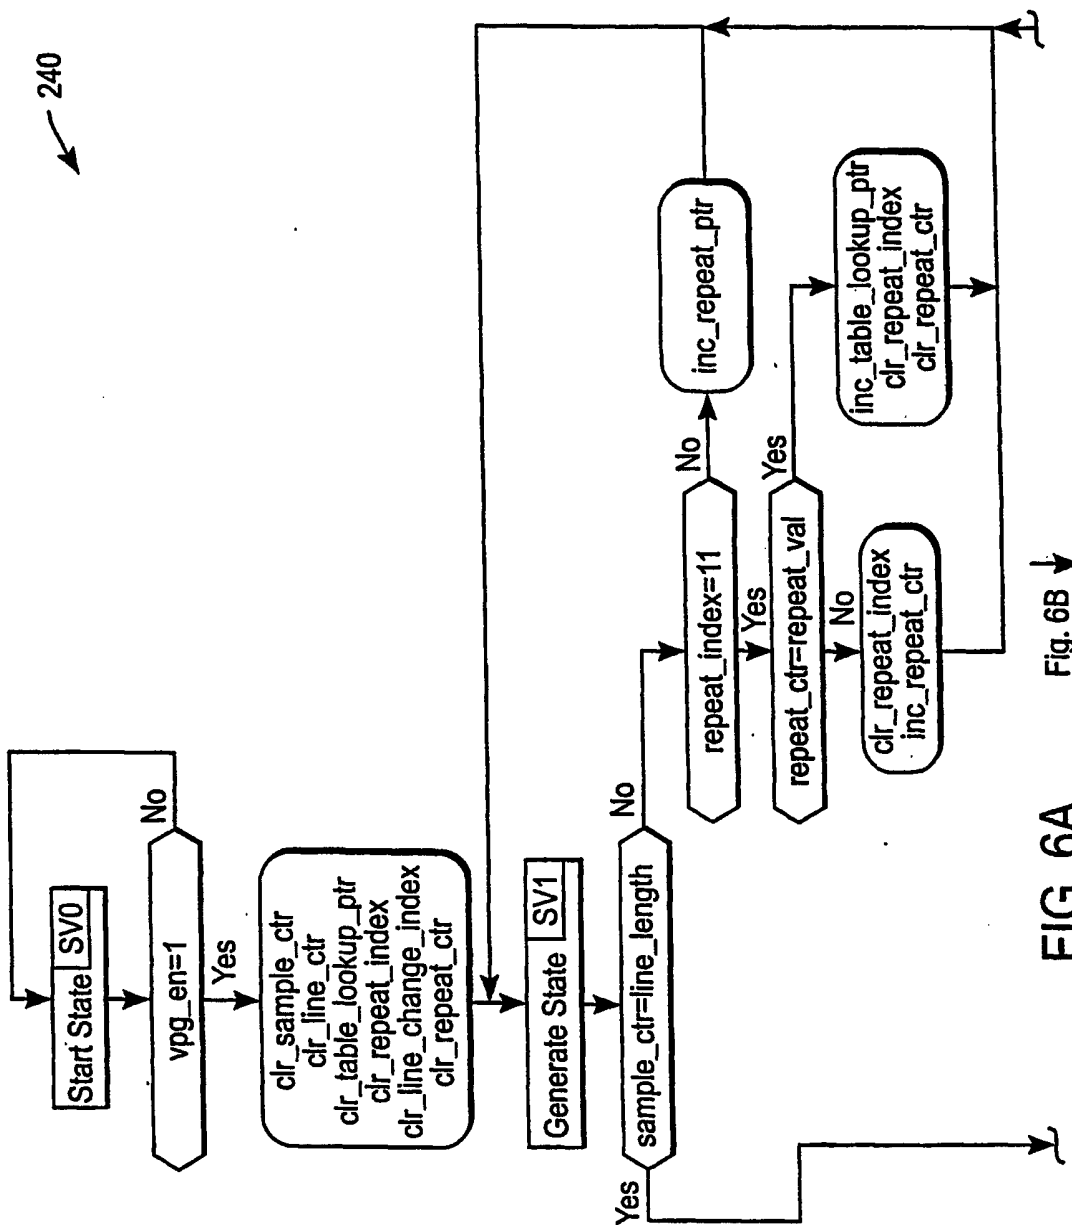 240
Start State
SV0
vpg_en=1
No
Yes
clr_sample_ctr
clr_line_ctr
clr_table_lookup_ptr
clr_repeat_index
clr_line_change_index
clr_repeat_ctr
Generate State
SV1
sample_ctr=line_length
Yes
No
repeat_index=11
No
inc_repeat_ptr
Yes
repeat_ctr=repeat_val
Yes
inc_table_lookup_ptr
clr_repeat_index
clr_repeat_ctr
No
clr_repeat_index
inc_repeat_ctr
FIG. 6A
Fig. 6B